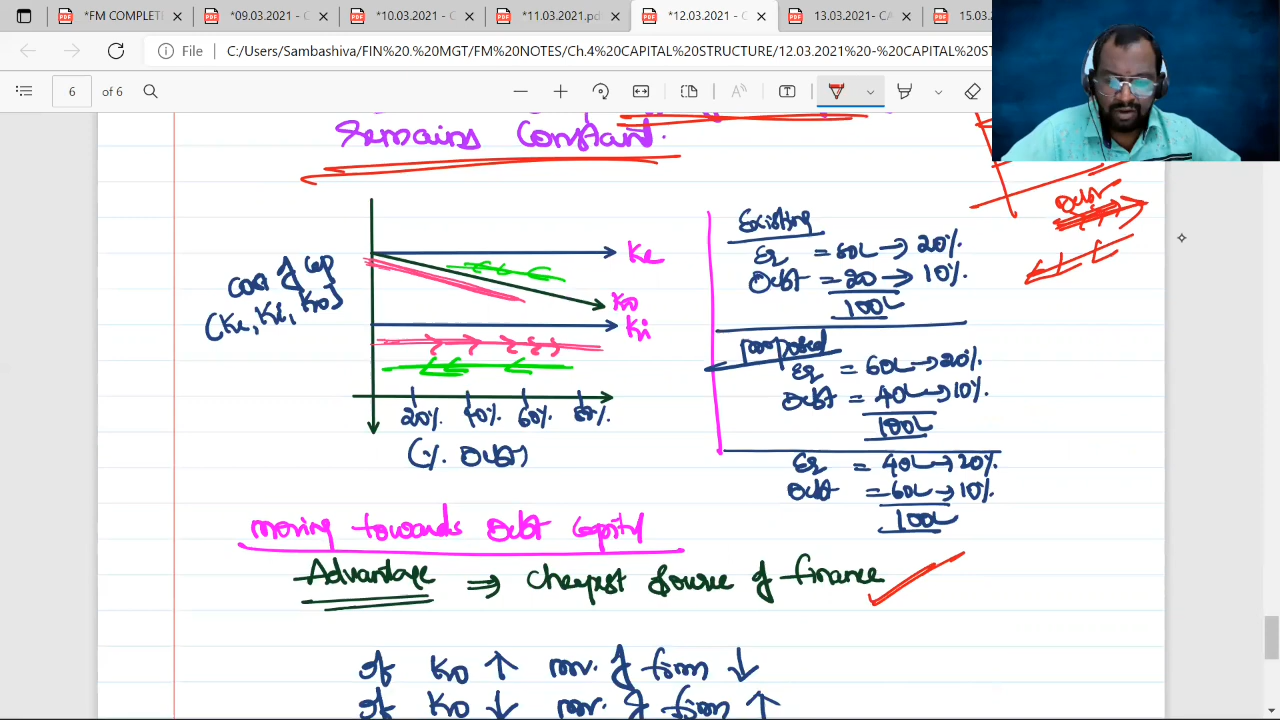 *FM COMPLET
*09.03.2021 - C
*10.03.2021 - C
*11.03.2021.pd
*12.03.2021 - C
13.03.2021- CA
15.03
File
C:/Users/Sambashiva/FIN%20.%20MGT/FM%20NOTES/Ch.4%20CAPITAL%20STRUCTURE/12.03.2021%20-%20CAPITAL%20ST
6 of 6
Remains Constant.
Cost of cap
(Ke, Ki, Ko)
Ke
Ko
Ki
20% 40% 60% 80%
(% Debt)
Debt
Existing
Eq = 80L → 20%
Debt = 20 → 10%
100L
proposed
Eq = 60L → 20%
Debt = 40L → 10%
100L
Eq = 40L → 20%
Debt = 60L → 10%
100L
moving towards Debt Capital
Advantage ⇒ Cheapest Source of finance
If Ko ↑ mv. of firm ↓
If Ko ↓ mv. of firm ↑